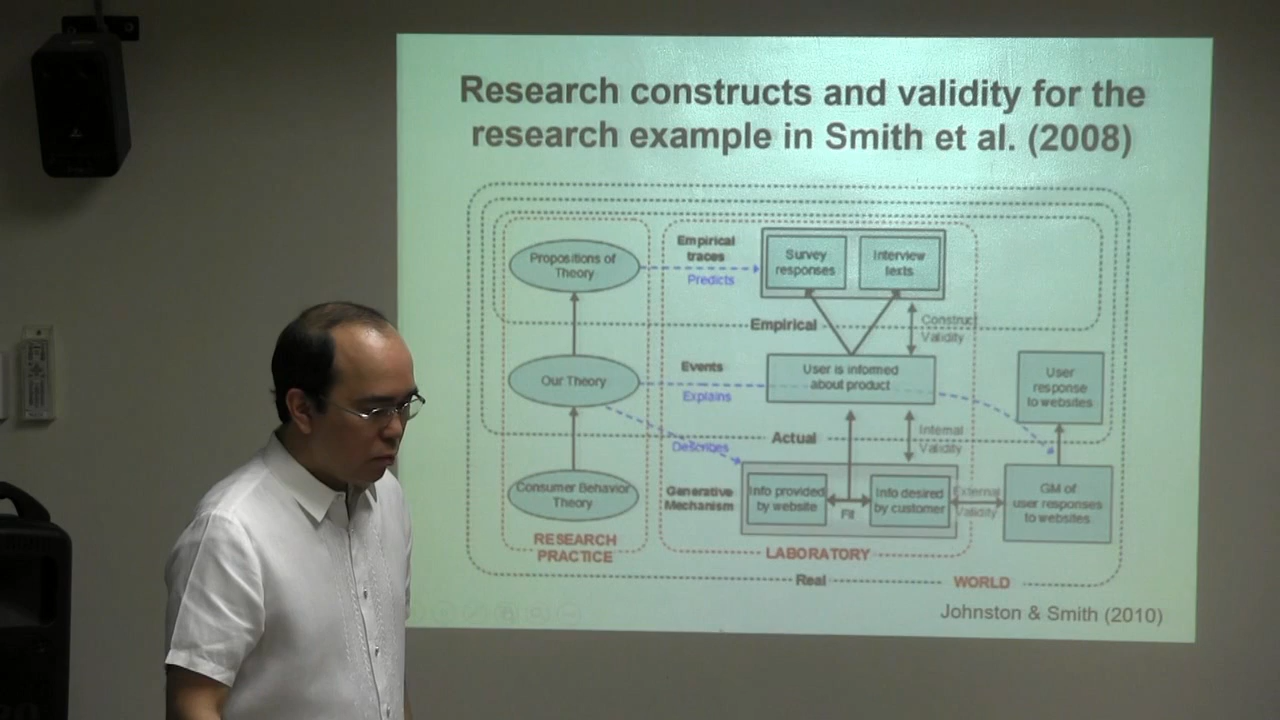 Research constructs and validity for the
research example in Smith et al. (2008)
Propositions of
Theory
Empirical
traces
Predicts
Survey
responses
Interview
texts
Empirical
Construct
Validity
Our Theory
Events
Explains
User is informed
about product
User
response
to websites
Actual
Internal
Validity
Describes
Consumer Behavior
Theory
Generative
Mechanism
Info provided
by website
Fit
Info desired
by customer
External
Validity
GM of
user responses
to websites
RESEARCH
PRACTICE
LABORATORY
Real
WORLD
Johnston & Smith (2010)